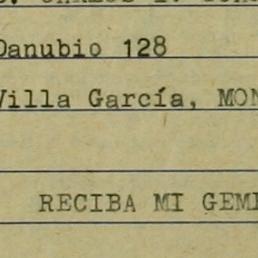 Danubio 128
Villa García, MON
RECIBA MI GEM